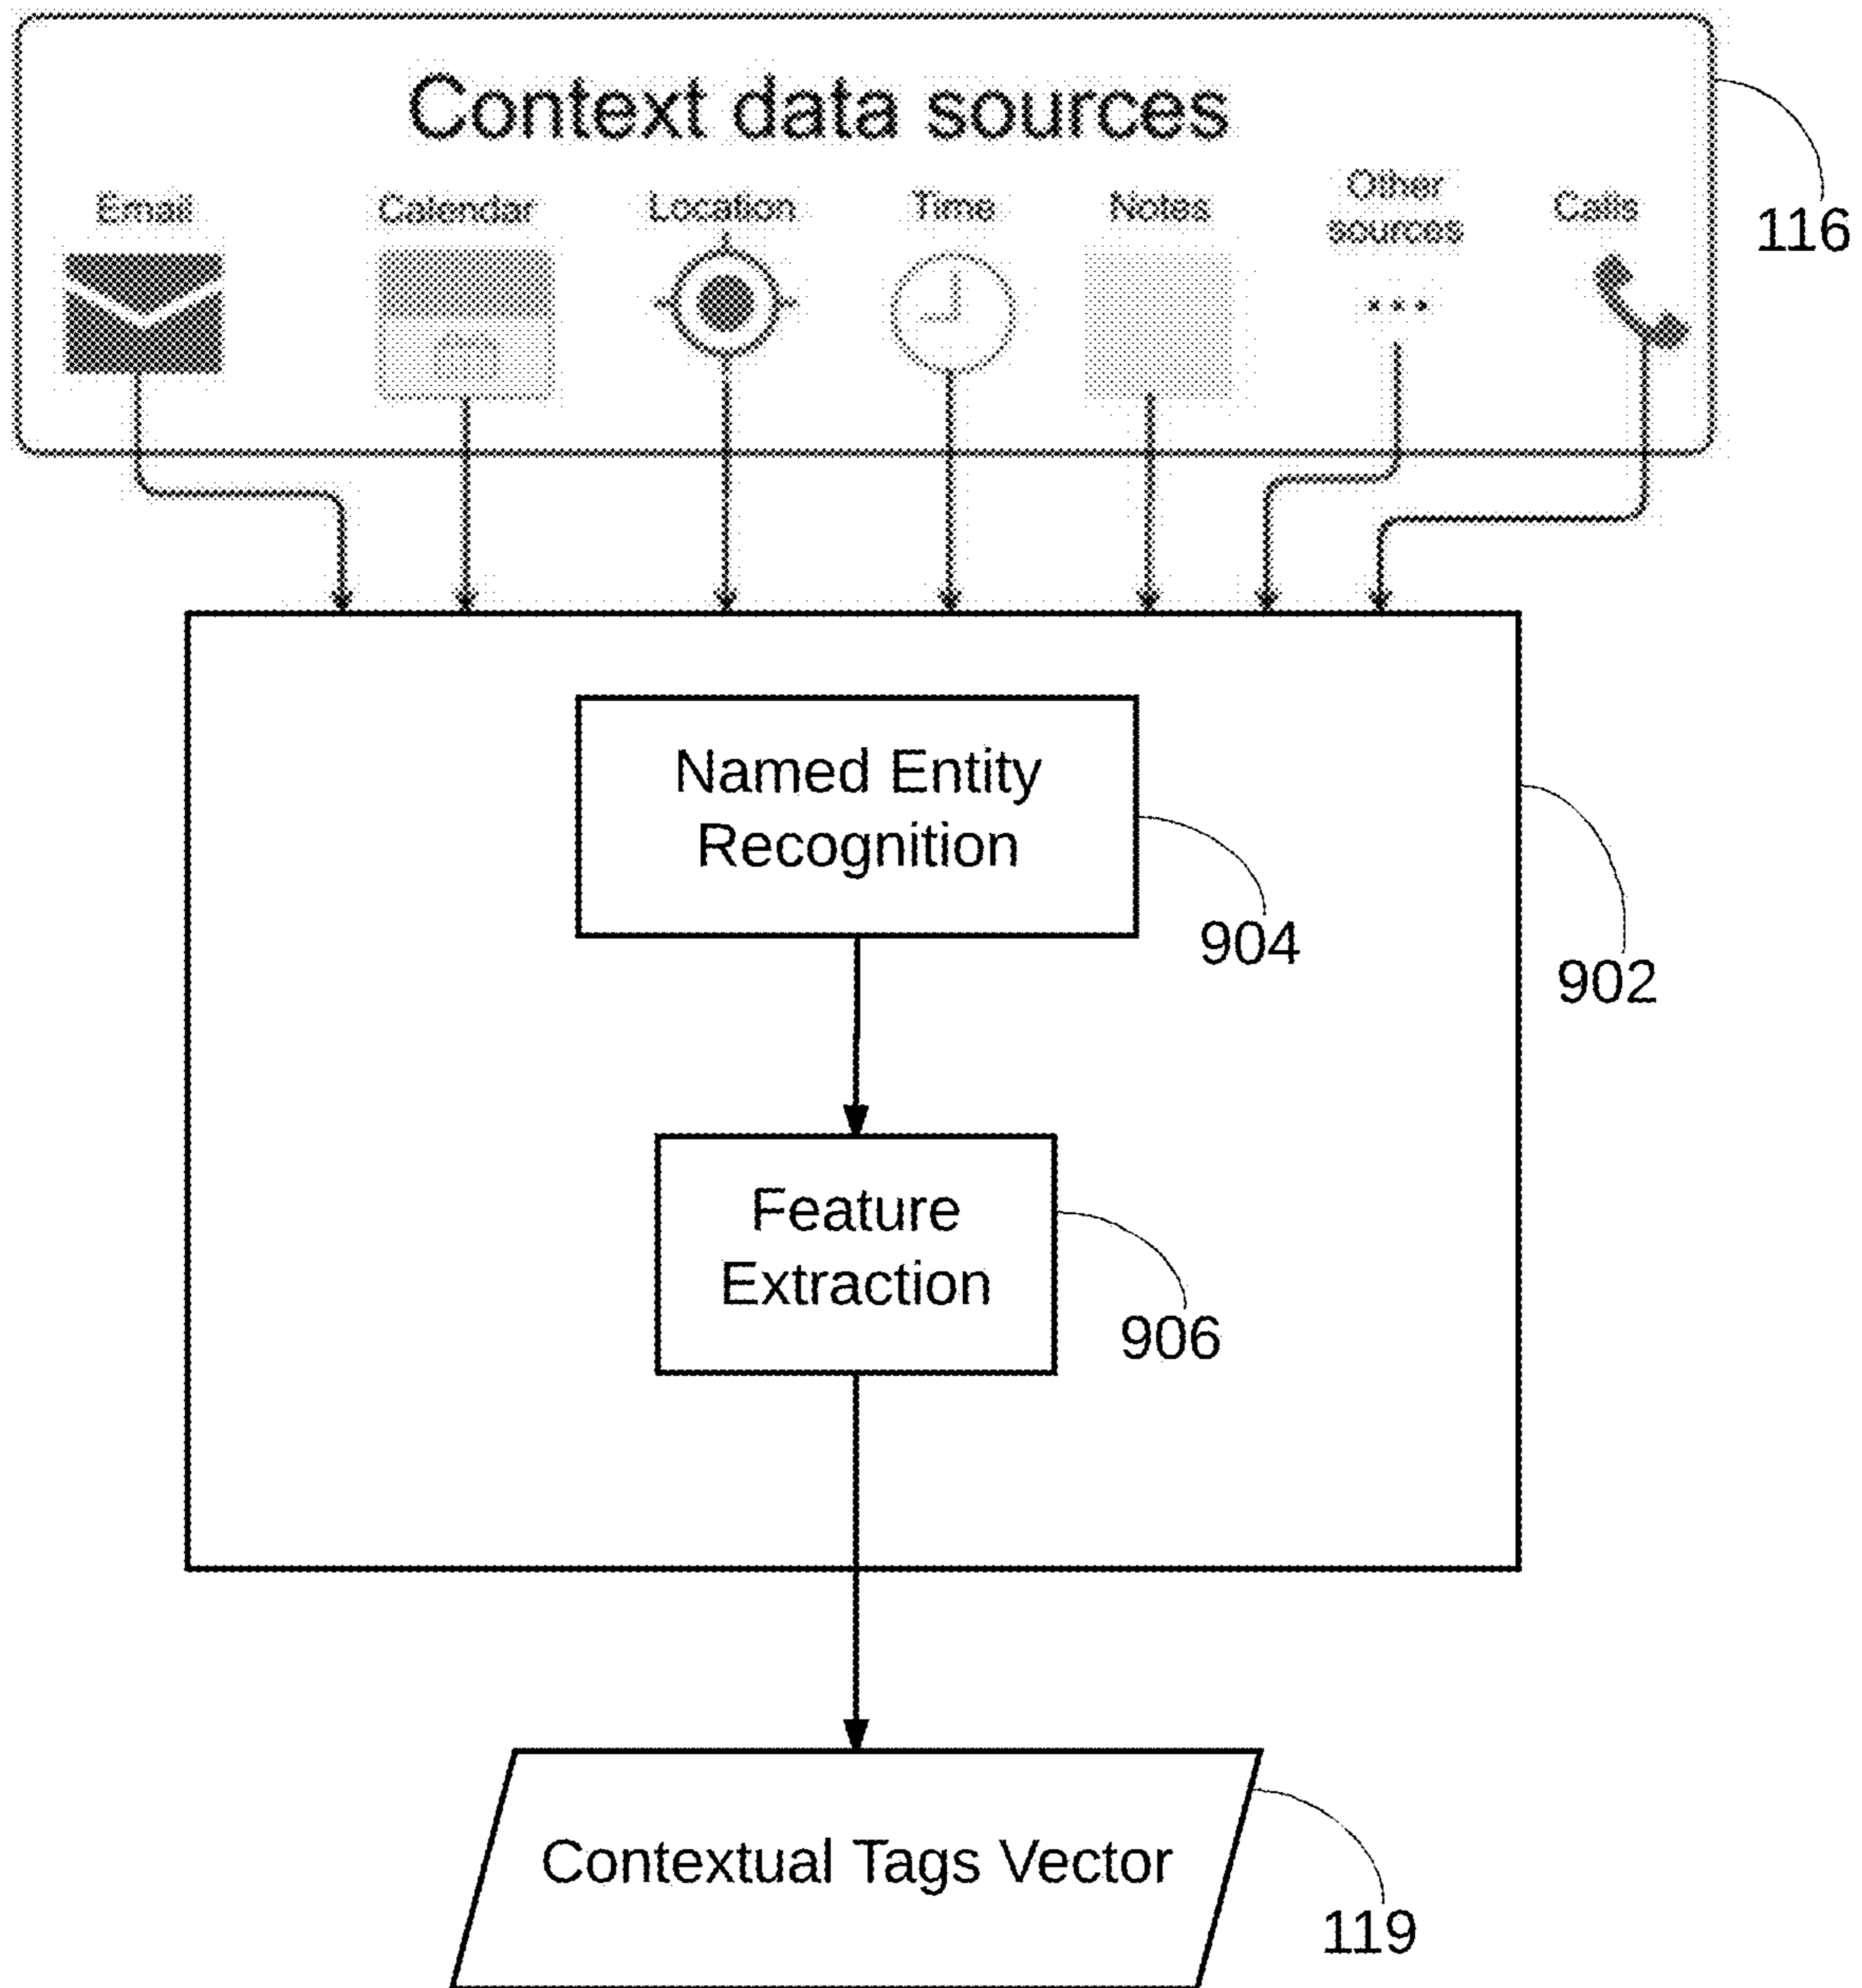 Context data sources
Email
Calendar
Location
Time
Notes
Other
sources
Calls
116
Named Entity
Recognition
904
902
Feature
Extraction
906
Contextual Tags Vector
119